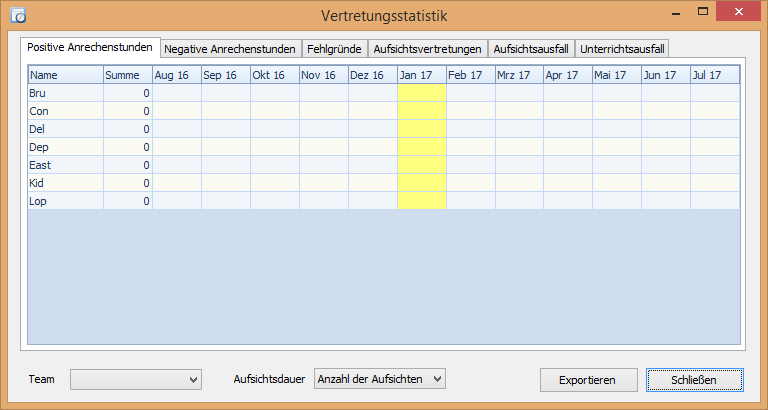 Vertretungsstatistik
Positive Anrechenstunden Negative Anrechenstunden Fehlgründe Aufsichtsvertretungen Aufsichtsausfall Unterrichtsausfall
Name Summe Aug 16 Sep 16 Okt 16 Nov 16 Dez 16 Jan 17 Feb 17 Mrz 17 Apr 17 Mai 17 Jun 17 Jul 17
Bru 0
Con 0
Del 0
Dep 0
East 0
Kid 0
Lop 0
Team Aufsichtsdauer Anzahl der Aufsichten Exportieren Schließen